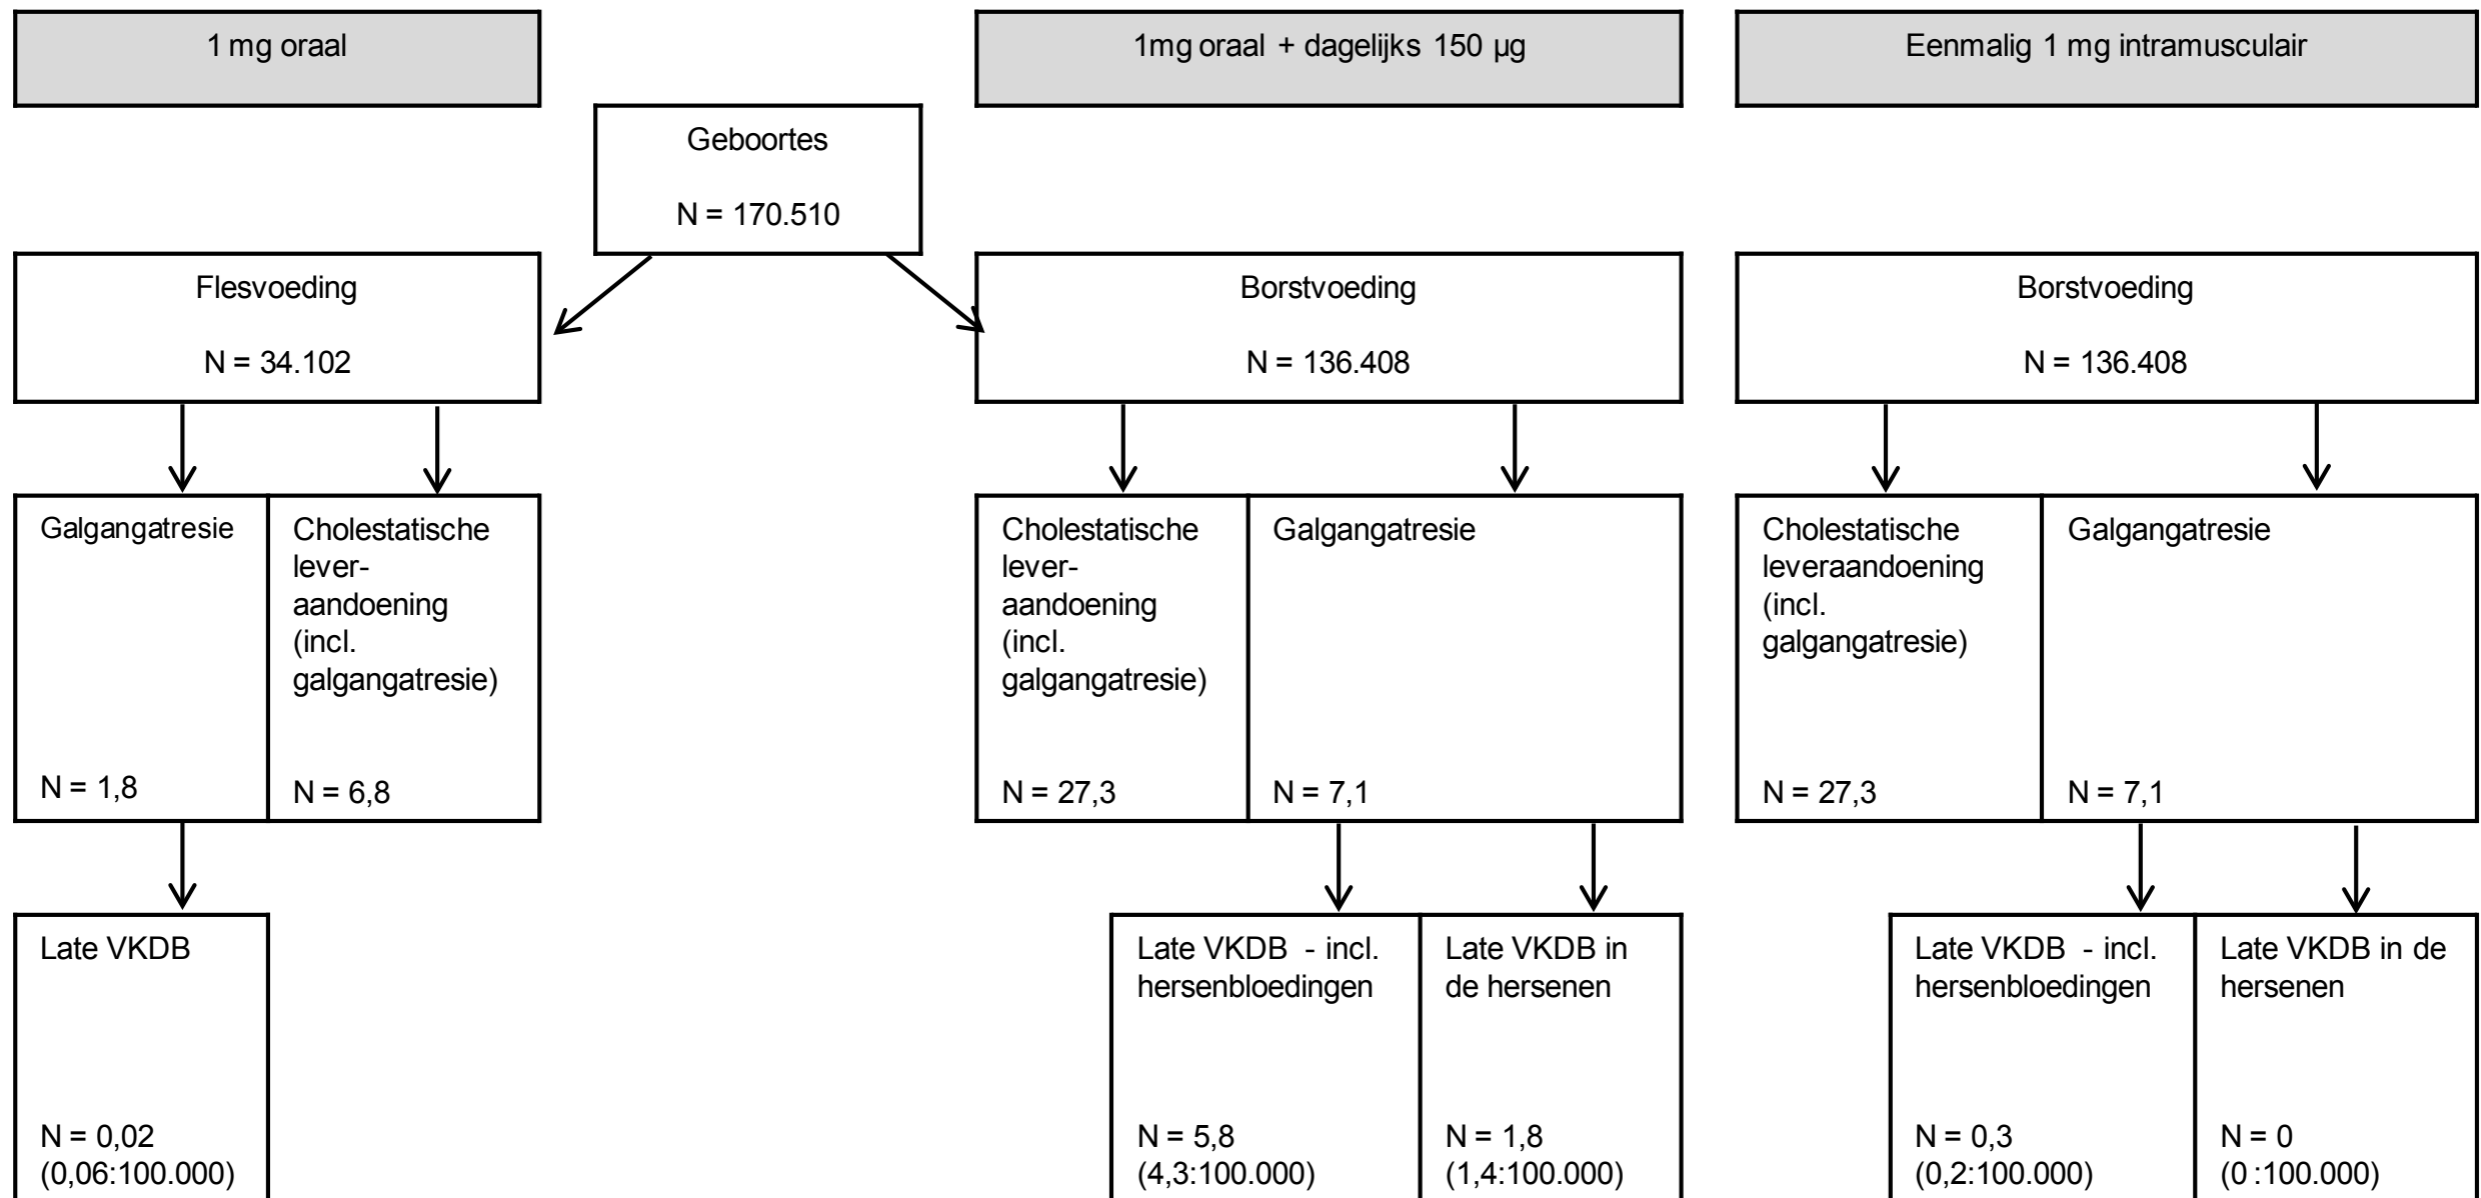 1 mg oraal
1mg oraal + dagelijks 150 µg
Eenmalig 1 mg intramusculair
Geboortes
N = 170.510
Flesvoeding
N = 34.102
Borstvoeding
N = 136.408
Borstvoeding
N = 136.408
Galgangatresie
N = 1,8
Cholestatische
lever-
aandoening
(incl.
galgangatresie)
N = 6,8
Cholestatische
lever-
aandoening
(incl.
galgangatresie)
N = 27,3
Galgangatresie
N = 7,1
Cholestatische
leveraandoening
(incl.
galgangatresie)
N = 27,3
Galgangatresie
N = 7,1
Late VKDB
N = 0,02
(0,06:100.000)
Late VKDB - incl.
hersenbloedingen
N = 5,8
(4,3:100.000)
Late VKDB in
de hersenen
N = 1,8
(1,4:100.000)
Late VKDB - incl.
hersenbloedingen
N = 0,3
(0,2:100.000)
Late VKDB in de
hersenen
N = 0
(0 :100.000)